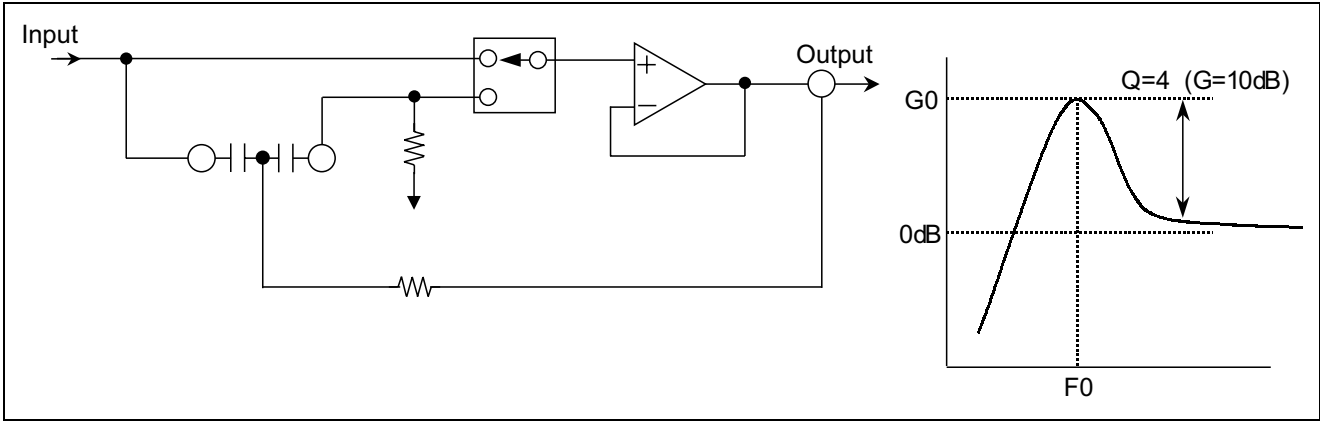 Input
Output
+
−
Q=4 (G=10dB)
G0
0dB
F0